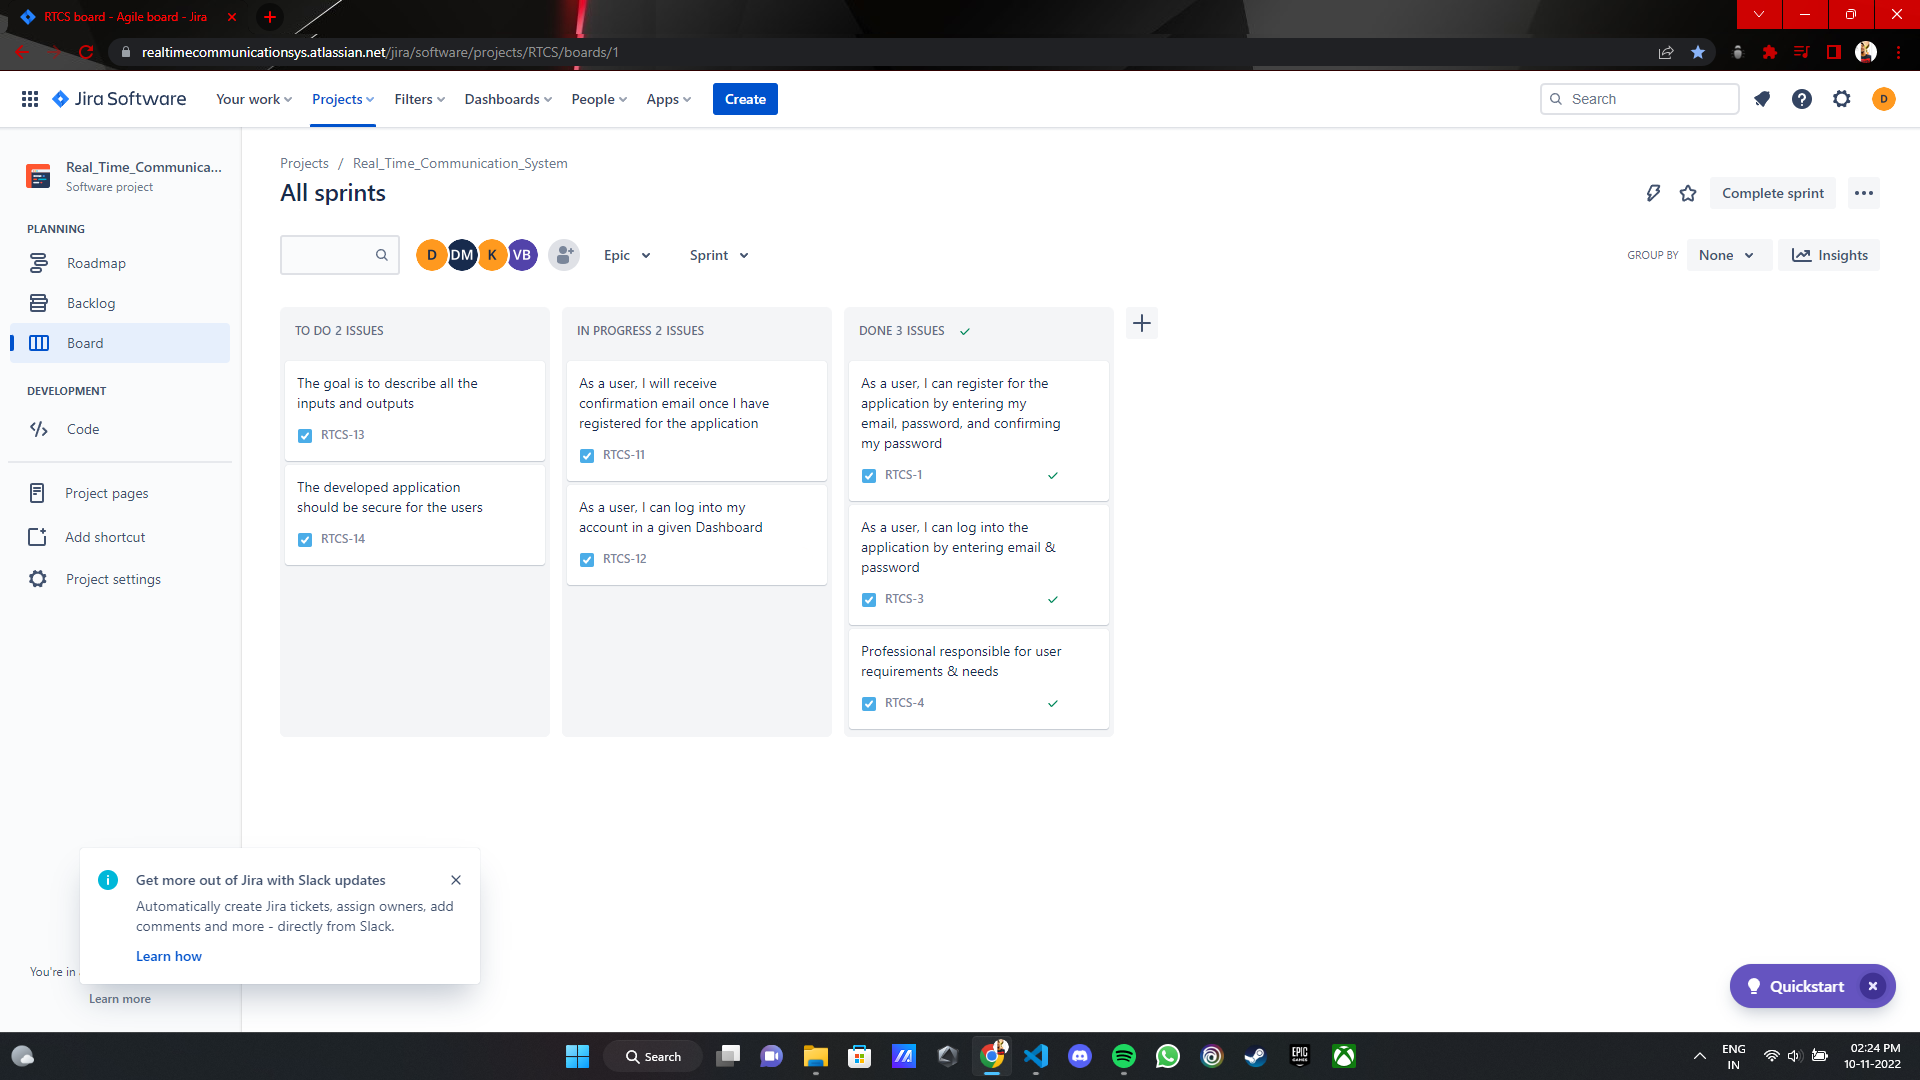 RTCS board - Agile board - Jira
realtimecommunicationsys.atlassian.net/jira/software/projects/RTCS/boards/1
Jira Software
Your work
Projects
Filters
Dashboards
People
Apps
Create
Search
D
Real_Time_Communica...
Software project
PLANNING
Roadmap
Backlog
Board
DEVELOPMENT
Code
Project pages
Add shortcut
Project settings
Projects / Real_Time_Communication_System
All sprints
Complete sprint
D DM K VB
Epic
Sprint
GROUP BY
None
Insights
TO DO 2 ISSUES
The goal is to describe all the
inputs and outputs
RTCS-13
The developed application
should be secure for the users
RTCS-14
IN PROGRESS 2 ISSUES
As a user, I will receive
confirmation email once I have
registered for the application
RTCS-11
As a user, I can log into my
account in a given Dashboard
RTCS-12
DONE 3 ISSUES
As a user, I can register for the
application by entering my
email, password, and confirming
my password
RTCS-1
As a user, I can log into the
application by entering email &
password
RTCS-3
Professional responsible for user
requirements & needs
RTCS-4
Get more out of Jira with Slack updates
Automatically create Jira tickets, assign owners, add
comments and more - directly from Slack.
Learn how
You're in
Learn more
Quickstart
Search
EPIC
GAMES
ENG
IN
02:24 PM
10-11-2022